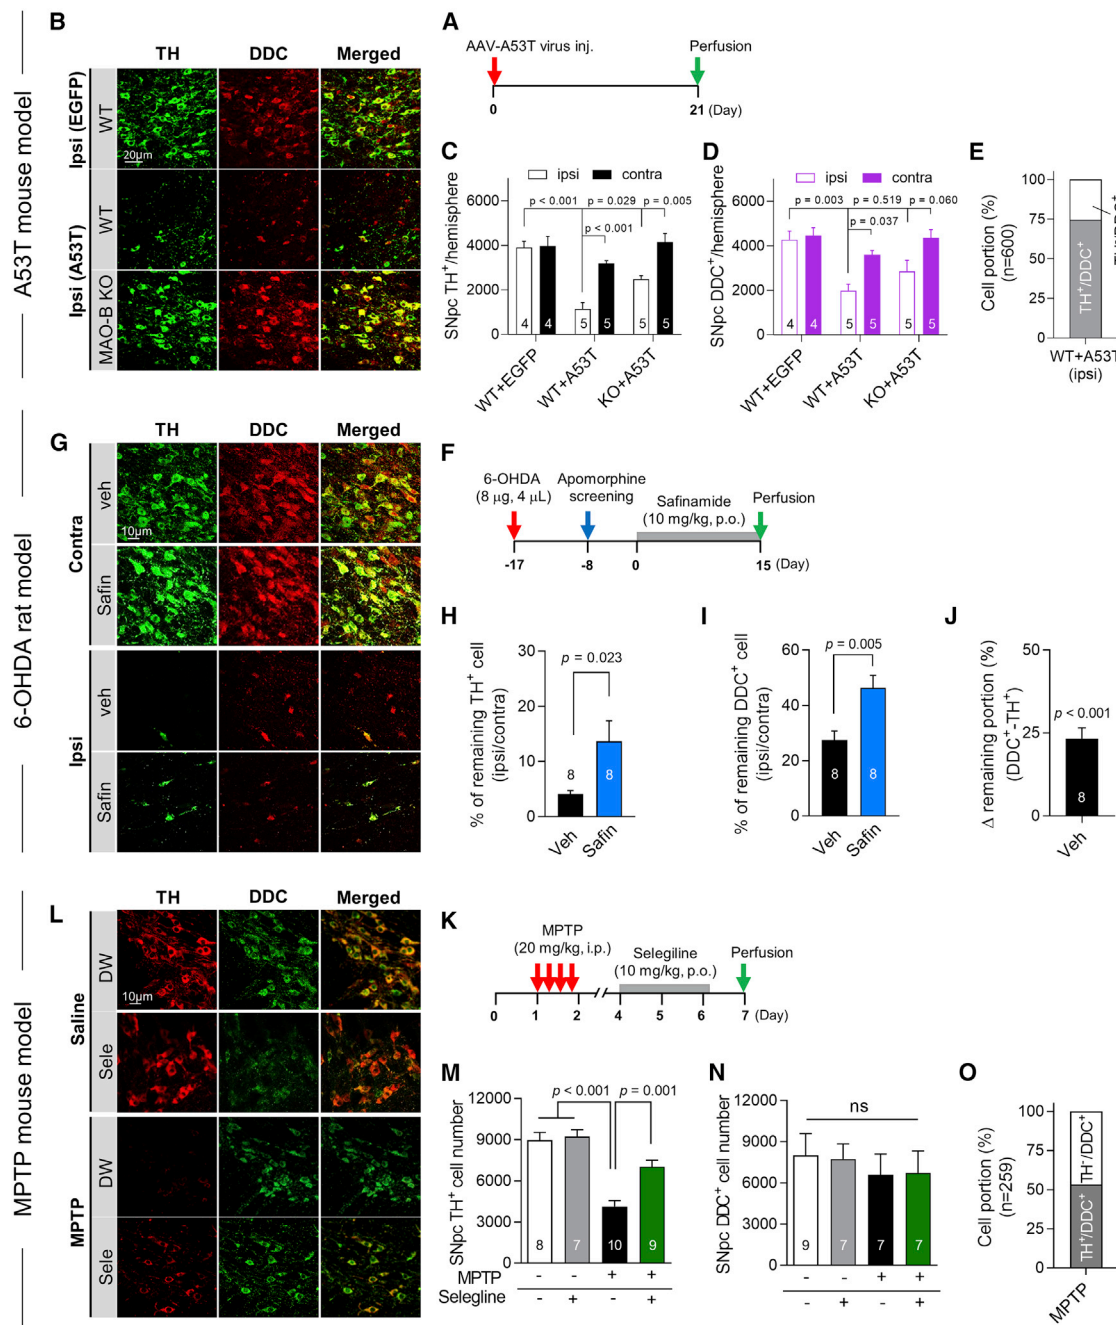 A53T mouse model
B
TH DDC Merged
Ipsi (EGFP)
WT
20μm
Ipsi (A53T)
WT
MAO-B KO
A
AAV-A53T virus inj.
Perfusion
0
21 (Day)
C
ipsi contra
SNpc TH⁺/hemisphere
6000
4000
2000
0
p < 0.001 p = 0.029 p = 0.005
p < 0.001
4 4 5 5 5 5
WT+EGFP
WT+A53T
KO+A53T
D
ipsi contra
SNpc DDC⁺/hemisphere
6000
4000
2000
0
p = 0.003 p = 0.519 p = 0.060
p = 0.037
4 4 5 5 5 5
WT+EGFP
WT+A53T
KO+A53T
E
Cell portion (%)
(n=600)
100
75
50
25
0
TH⁺/DDC⁺
WT+A53T
(ipsi)
6-OHDA rat model
G
TH DDC Merged
Contra
veh
10μm
Safin
Ipsi
veh
Safin
F
6-OHDA
(8 μg, 4 μL)
Apomorphine
screening
Safinamide
(10 mg/kg, p.o.)
Perfusion
-17 -8 0 15 (Day)
H
% of remaining TH⁺ cell
(ipsi/contra)
30
20
10
0
p = 0.023
8 8
Veh Safin
I
% of remaining DDC⁺ cell
(ipsi/contra)
60
40
20
0
p = 0.005
8 8
Veh Safin
J
Δ remaining portion (%)
(DDC⁺-TH⁺)
50
25
0
p < 0.001
8
Veh
MPTP mouse model
L
TH DDC Merged
Saline
DW
10μm
Sele
MPTP
DW
Sele
K
MPTP
(20 mg/kg, i.p.)
Selegiline
(10 mg/kg, p.o.)
Perfusion
0 1 2 4 5 6 7 (Day)
M
SNpc TH⁺ cell number
12000
9000
6000
3000
0
p < 0.001 p = 0.001
8 7 10 9
MPTP - - + +
Selegline - + - +
N
SNpc DDC⁺ cell number
12000
9000
6000
3000
0
ns
9 7 7 7
- - + +
- + - +
O
Cell portion (%)
(n=259)
100
75
50
25
0
TH⁻/DDC⁺
TH⁺/DDC⁺
MPTP